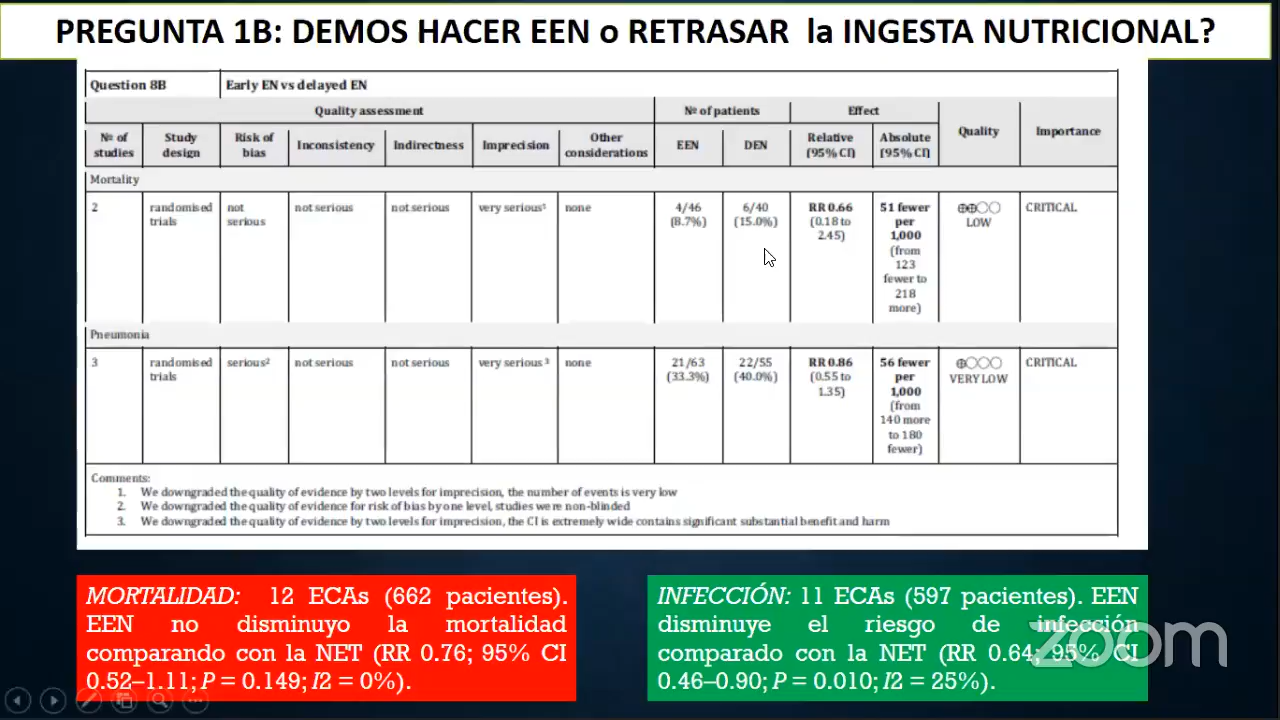 PREGUNTA 1B: DEMOS HACER EEN o RETRASAR la INGESTA NUTRICIONAL?
Question 8B Early EN vs delayed EN
Quality assessment Nº of patients Effect Quality Importance
Nº of studies Study design Risk of bias Inconsistency Indirectness Imprecision Other considerations EEN DEN Relative (95% CI) Absolute (95% CI)
Mortality
2 randomised trials not serious not serious not serious very serious¹ none 4/46 (8.7%) 6/40 (15.0%) RR 0.66 (0.18 to 2.45) 51 fewer per 1,000 (from 123 fewer to 218 more) ⊕⊕○○ LOW CRITICAL
Pneumonia
3 randomised trials serious² not serious not serious very serious ³ none 21/63 (33.3%) 22/55 (40.0%) RR 0.86 (0.55 to 1.35) 56 fewer per 1,000 (from 140 more to 180 fewer) ⊕○○○ VERY LOW CRITICAL
Comments:
1. We downgraded the quality of evidence by two levels for imprecision, the number of events is very low
2. We downgraded the quality of evidence for risk of bias by one level, studies were non-blinded
3. We downgraded the quality of evidence by two levels for imprecision, the CI is extremely wide contains significant substantial benefit and harm
MORTALIDAD: 12 ECAs (662 pacientes).
EEN no disminuyo la mortalidad
comparando con la NET (RR 0.76; 95% CI
0.52–1.11; P = 0.149; I2 = 0%).
INFECCIÓN: 11 ECAs (597 pacientes). EEN
disminuye el riesgo de infección
comparado con la NET (RR 0.64; 95% CI
0.46–0.90; P = 0.010; I2 = 25%).
zoom